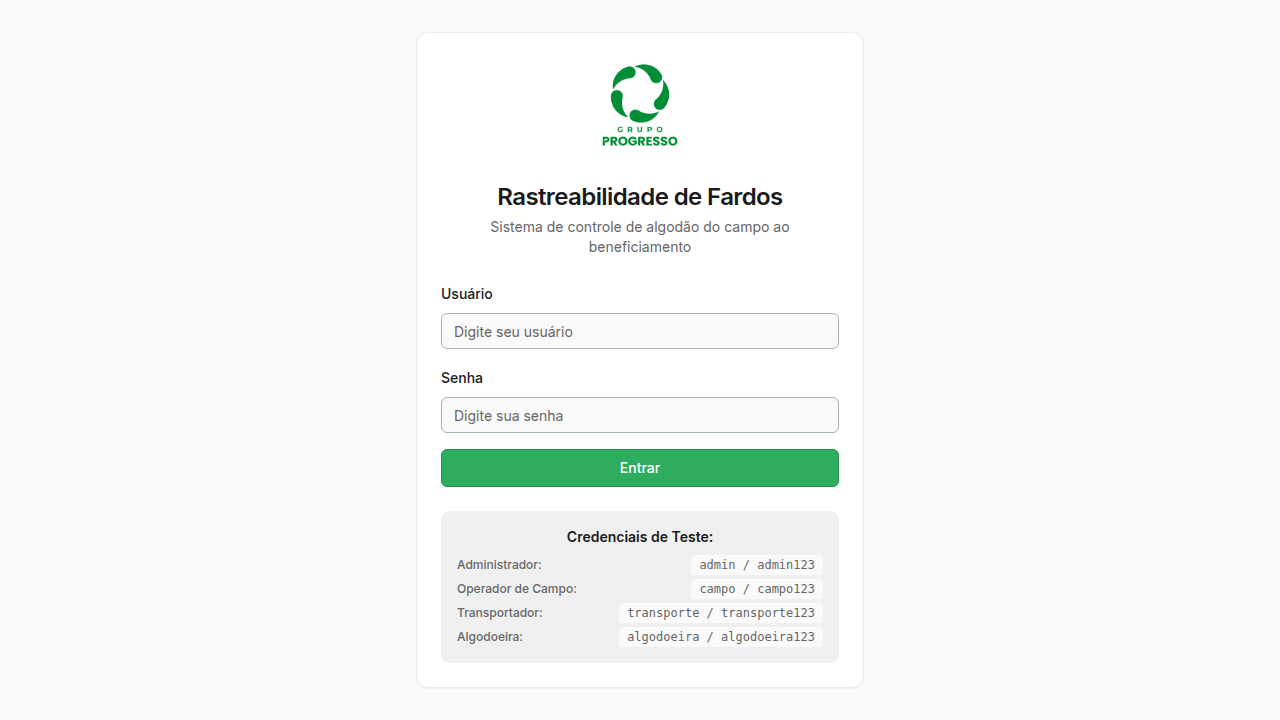 GRUPO
PROGRESSO
Rastreabilidade de Fardos
Sistema de controle de algodão do campo ao
beneficiamento
Usuário
Digite seu usuário
Senha
Digite sua senha
Entrar
Credenciais de Teste:
Administrador: admin / admin123
Operador de Campo: campo / campo123
Transportador: transporte / transporte123
Algodoeira: algodoeira / algodoeira123